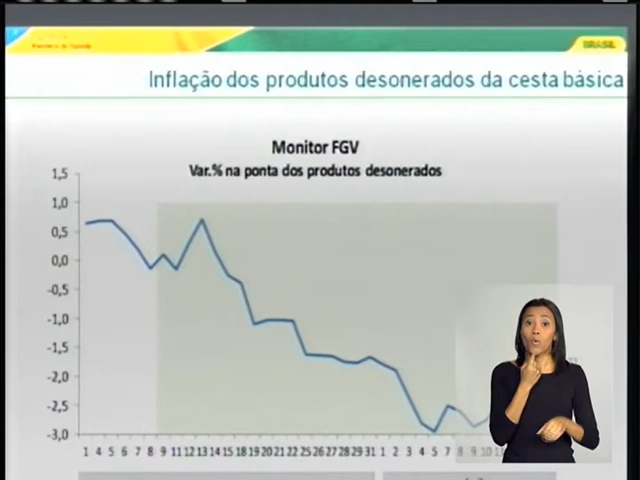 BRASIL
Inflação dos produtos desonerados da cesta básica
Monitor FGV
Var.% na ponta dos produtos desonerados
1,5
1,0
0,5
0,0
-0,5
-1,0
-1,5
-2,0
-2,5
-3,0
1 4 5 6 7 8 9 11 12 13 14 15 18 19 20 21 22 25 26 27 28 29 31 1 2 3 4 5 7 8 9 10